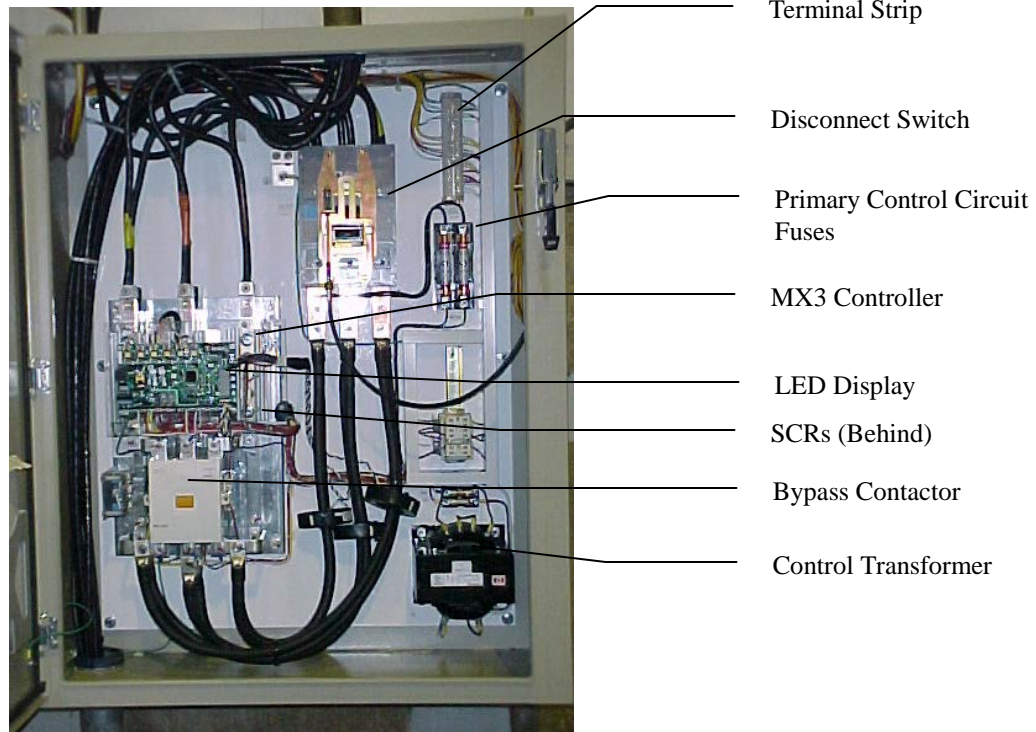 Terminal Strip
Disconnect Switch
Primary Control Circuit
Fuses
MX3 Controller
LED Display
SCRs (Behind)
Bypass Contactor
Control Transformer